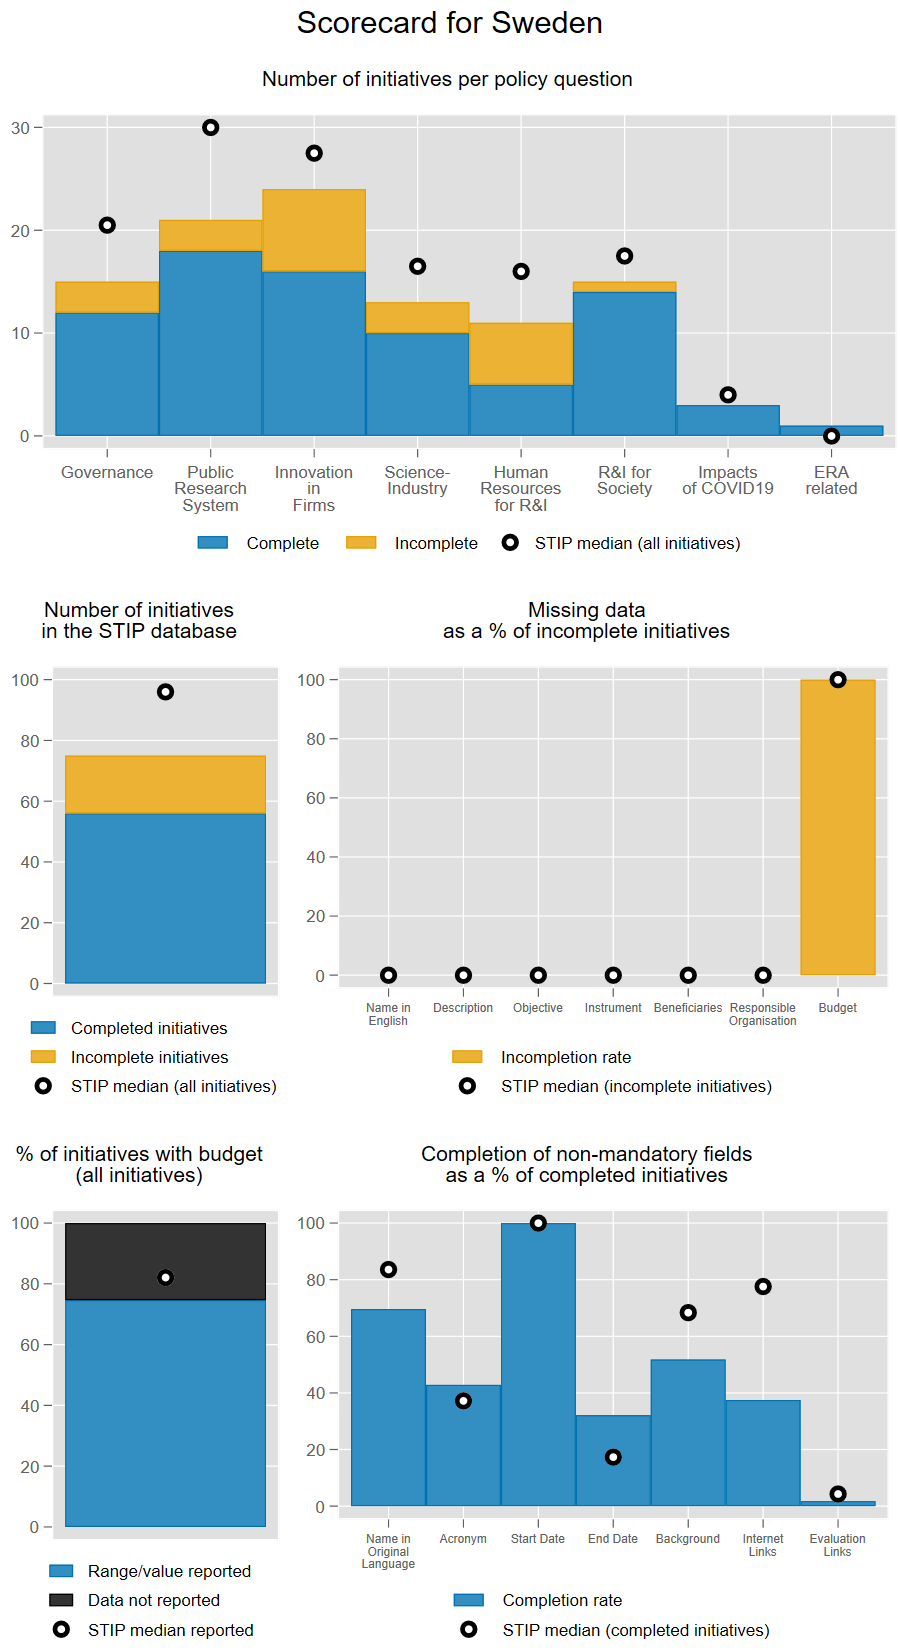 Scorecard for Sweden
Number of initiatives per policy question
30
20
10
0
Governance
Public
Research
System
Innovation
in
Firms
Science-
Industry
Human
Resources
for R&I
R&I for
Society
Impacts
of COVID19
ERA
related
Complete
Incomplete
STIP median (all initiatives)
Number of initiatives
in the STIP database
100
80
60
40
20
0
Completed initiatives
Incomplete initiatives
STIP median (all initiatives)
Missing data
as a % of incomplete initiatives
100
80
60
40
20
0
Name in
English
Description
Objective
Instrument
Beneficiaries
Responsible
Organisation
Budget
Incompletion rate
STIP median (incomplete initiatives)
% of initiatives with budget
(all initiatives)
100
80
60
40
20
0
Range/value reported
Data not reported
STIP median reported
Completion of non-mandatory fields
as a % of completed initiatives
100
80
60
40
20
0
Name in
Original
Language
Acronym
Start Date
End Date
Background
Internet
Links
Evaluation
Links
Completion rate
STIP median (completed initiatives)